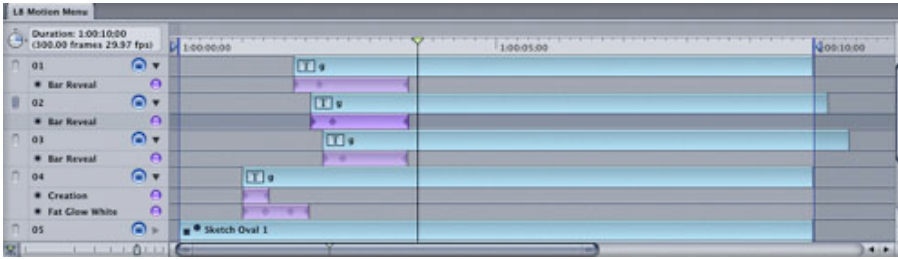 L8 Motion Menu
Duration: 1:00:10;00
(300.00 frames 29.97 fps)
1:00:00;00 1:00:05;00 1:00:10;00
01 T g
Bar Reveal
02 T g
Bar Reveal
03 T g
Bar Reveal
04 T g
Creation
Fat Glow White
05 Sketch Oval 1